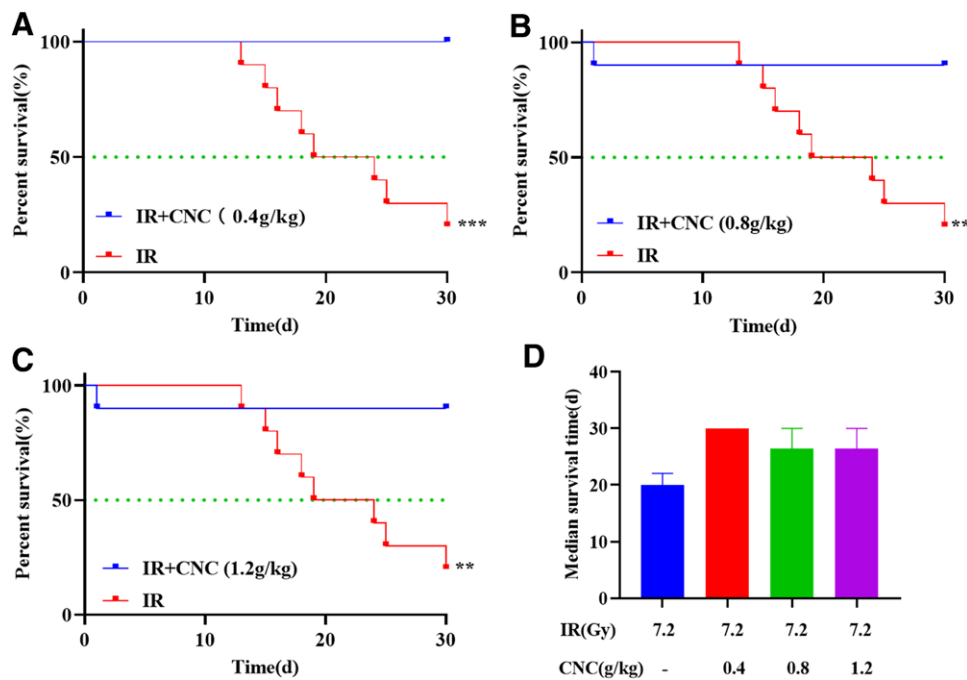 A
Percent survival(%)
100
50
0
IR+CNC（ 0.4g/kg）
IR
***
0 10 20 30
Time(d)
B
Percent survival(%)
100
50
0
IR+CNC (0.8g/kg)
IR
**
0 10 20 30
Time(d)
C
Percent survival(%)
100
50
0
IR+CNC (1.2g/kg)
IR
**
0 10 20 30
Time(d)
D
Median survival time(d)
40
30
20
10
0
IR(Gy) 7.2 7.2 7.2 7.2
CNC(g/kg) - 0.4 0.8 1.2